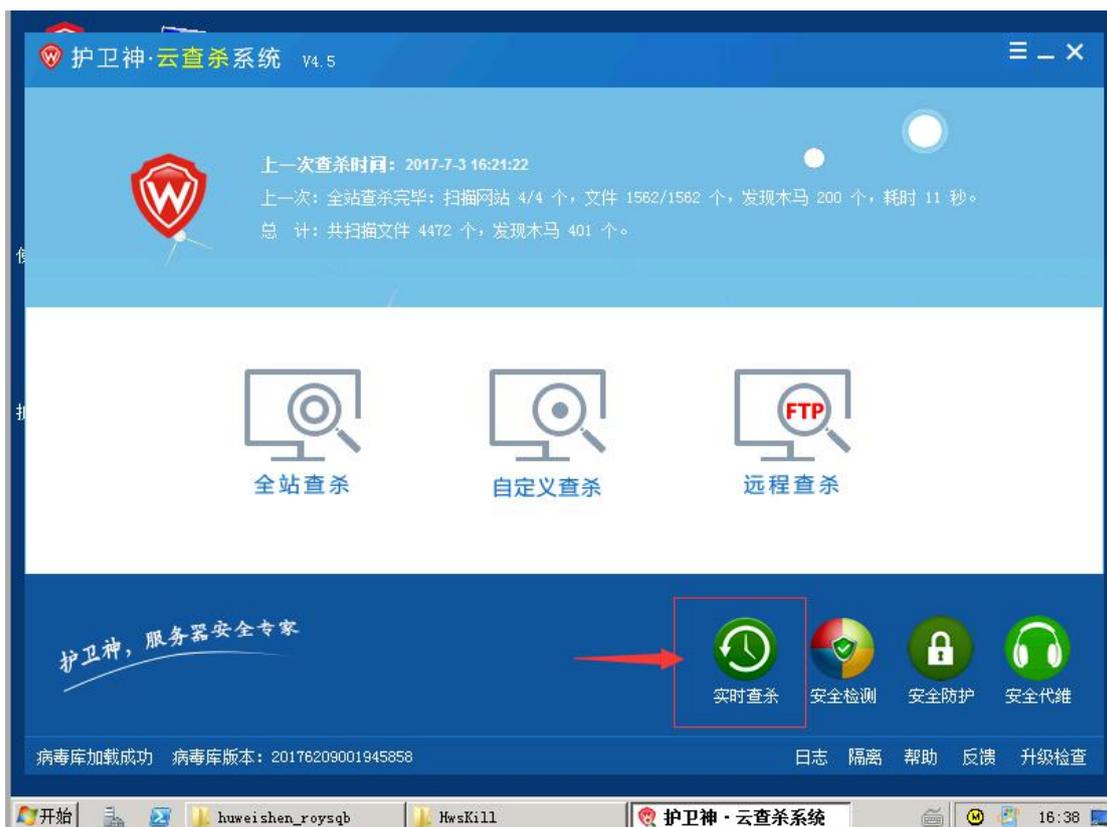 护卫神·云查杀系统 V4.5
上一次查杀时间：2017-7-3 16:21:22
上一次：全站查杀完毕：扫描网站 4/4 个，文件 1562/1562 个，发现木马 200 个，耗时 11 秒。
总 计：共扫描文件 4472 个，发现木马 401 个。
FTP
全站查杀 自定义查杀 远程查杀
护卫神，服务器安全专家
实时查杀 安全检测 安全防护 安全代维
病毒库加载成功 病毒库版本：20176209001945858 日志 隔离 帮助 反馈 升级检查
开始 huweishen_roysqb HwsKill 护卫神·云查杀系统 16:38